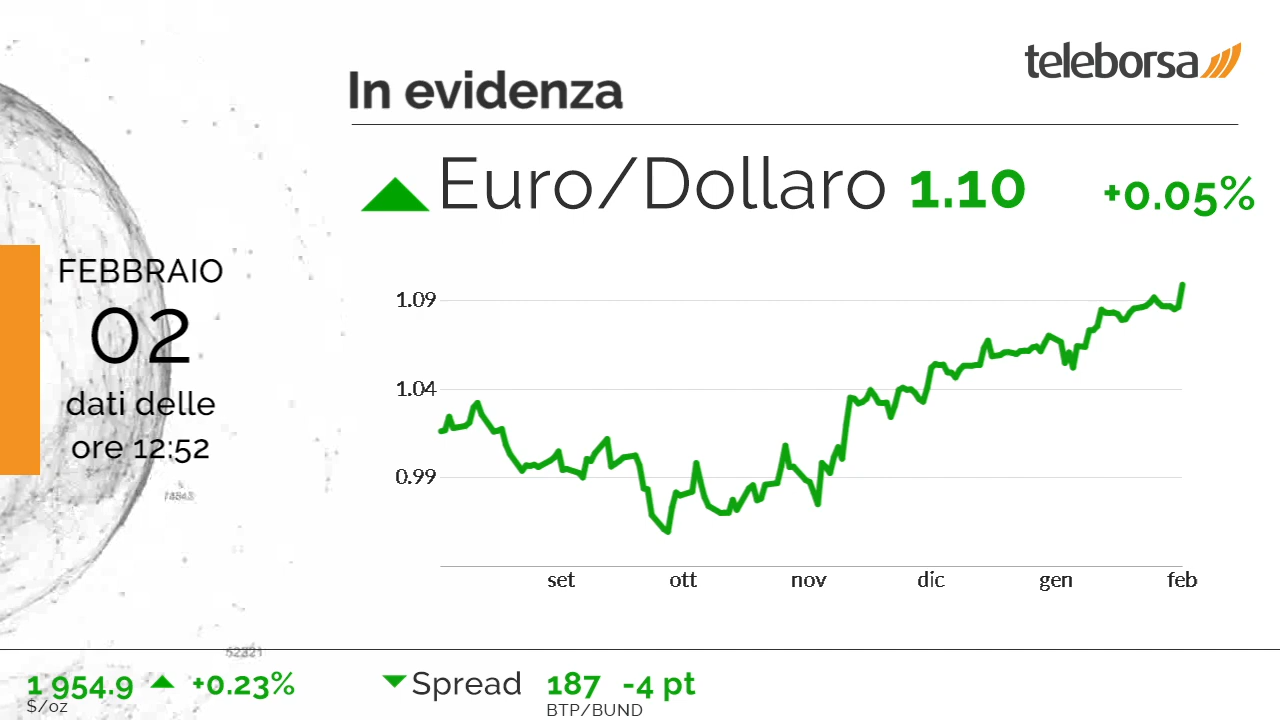 teleborsa
In evidenza
Euro/Dollaro 1.10 +0.05%
FEBBRAIO
02
dati delle
ore 12:52
1.09
1.04
0.99
set ott nov dic gen feb
52321
1 954.9 +0.23% Spread 187 -4 pt
$/oz BTP/BUND